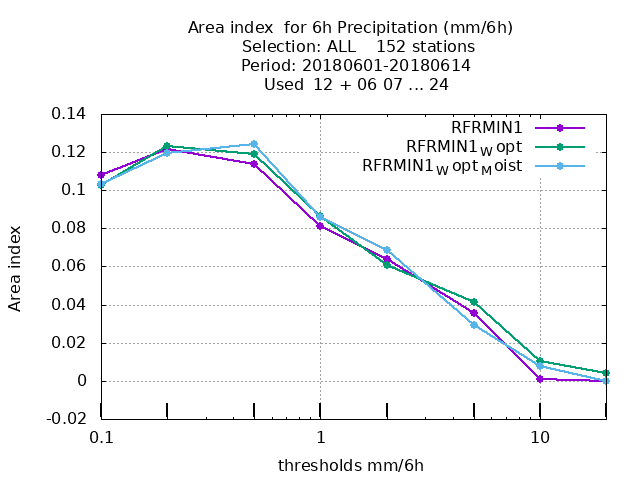 Area index  for 6h Precipitation (mm/6h)
Selection: ALL    152 stations
Period: 20180601-20180614
Used  12 + 06 07 ... 24
0.14
0.12
0.1
0.08
0.06
0.04
0.02
0
-0.02
Area index
RFRMIN1
RFRMIN1Wopt
RFRMIN1WoptMoist
0.1
1
10
thresholds mm/6h